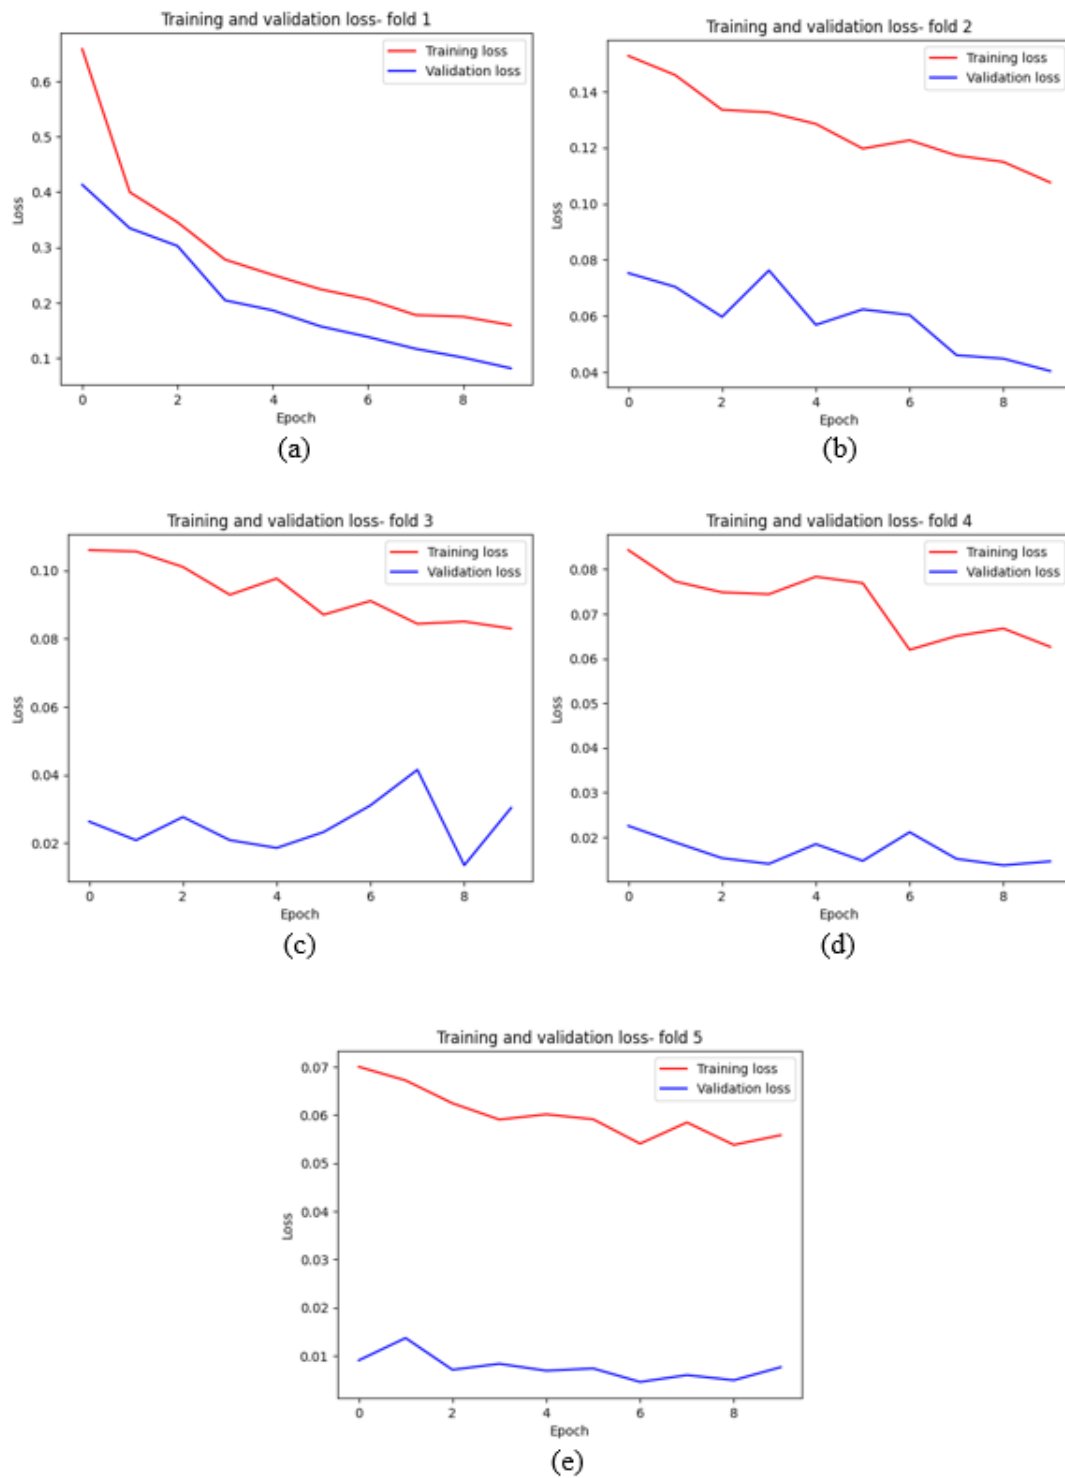 Training and validation loss- fold 1
Training loss
Validation loss
0.6
0.5
0.4
0.3
0.2
0.1
Loss
0 2 4 6 8
Epoch
(a)
Training and validation loss- fold 2
Training loss
Validation loss
0.14
0.12
0.10
0.08
0.06
0.04
Loss
0 2 4 6 8
Epoch
(b)
Training and validation loss- fold 3
Training loss
Validation loss
0.10
0.08
0.06
0.04
0.02
Loss
0 2 4 6 8
Epoch
(c)
Training and validation loss- fold 4
Training loss
Validation loss
0.08
0.07
0.06
0.05
0.04
0.03
0.02
Loss
0 2 4 6 8
Epoch
(d)
Training and validation loss- fold 5
Training loss
Validation loss
0.07
0.06
0.05
0.04
0.03
0.02
0.01
Loss
0 2 4 6 8
Epoch
(e)